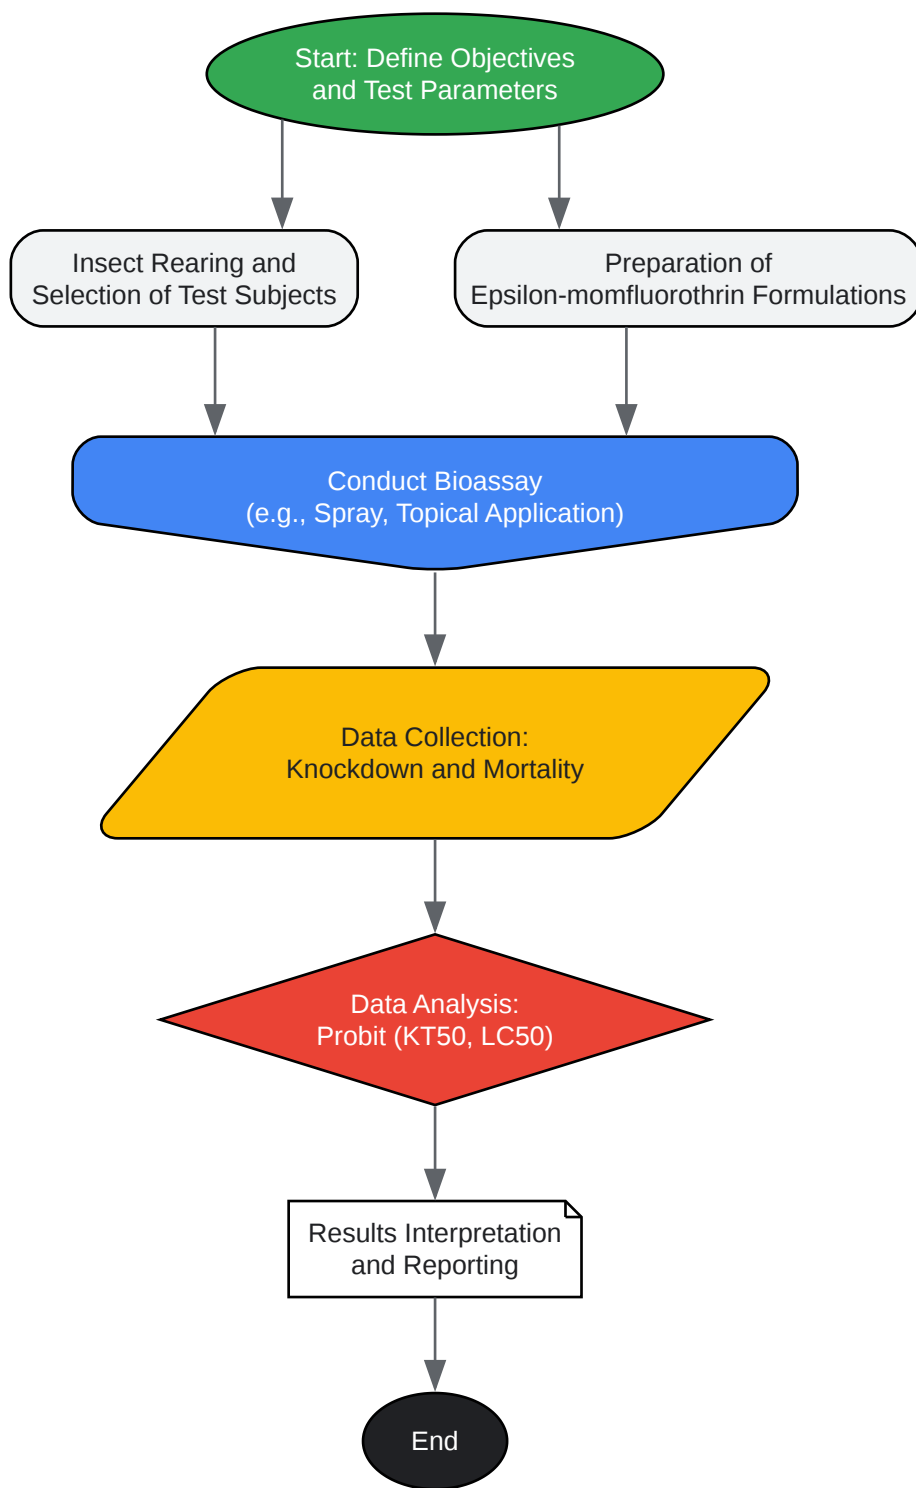 Start: Define Objectives
and Test Parameters
Insect Rearing and
Selection of Test Subjects
Preparation of
Epsilon-momfluorothrin Formulations
Conduct Bioassay
(e.g., Spray, Topical Application)
Data Collection:
Knockdown and Mortality
Data Analysis:
Probit (KT50, LC50)
Results Interpretation
and Reporting
End